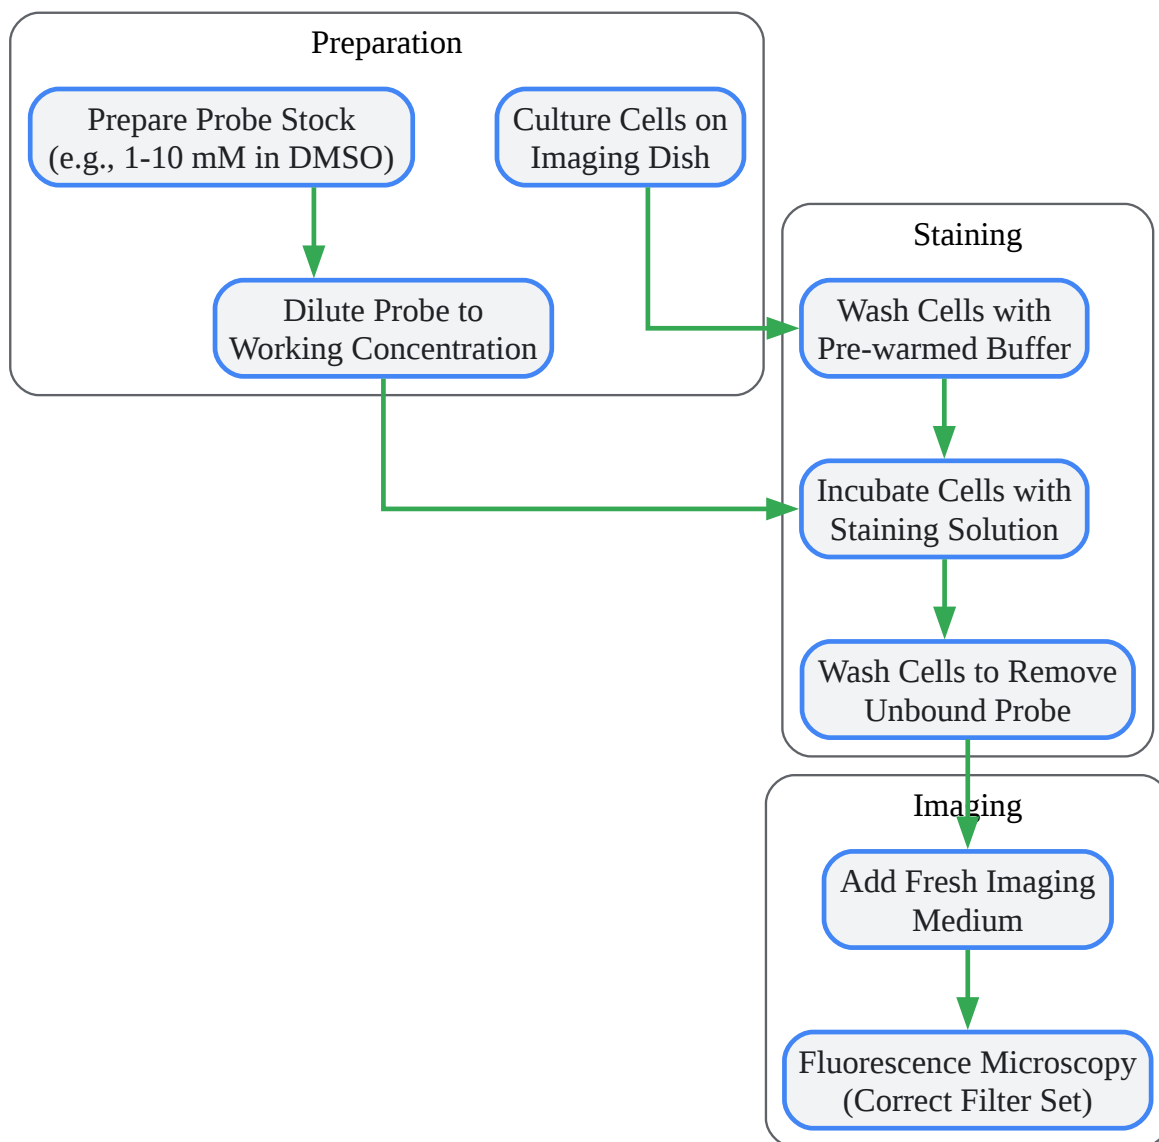 Preparation
Prepare Probe Stock
(e.g., 1-10 mM in DMSO)
Culture Cells on
Imaging Dish
Dilute Probe to
Working Concentration
Staining
Wash Cells with
Pre-warmed Buffer
Incubate Cells with
Staining Solution
Wash Cells to Remove
Unbound Probe
Imaging
Add Fresh Imaging
Medium
Fluorescence Microscopy
(Correct Filter Set)